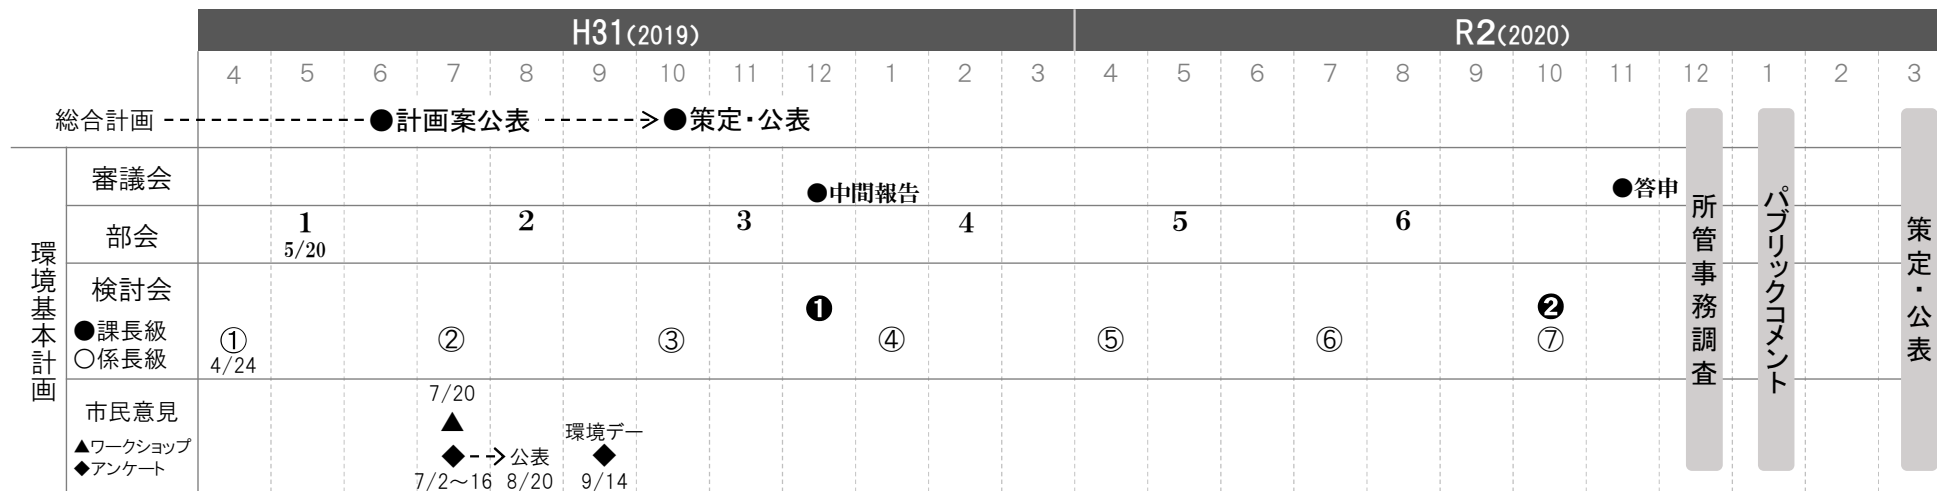 H31(2019) R2(2020)
4 5 6 7 8 9 10 11 12 1 2 3 4 5 6 7 8 9 10 11 12 1 2 3
総合計画 ●計画案公表 ●策定・公表
環境基本計画
審議会 ●中間報告 ●答申
部会 1 2 3 4 5 6
5/20
検討会 ❶ ❷
●課長級
○係長級
① ② ③ ④ ⑤ ⑥ ⑦
4/24
市民意見
▲ワークショップ
◆アンケート
7/20
環境デー
公表
7/2〜16 8/20 9/14
所管事務調査
パブリックコメント
策定・公表